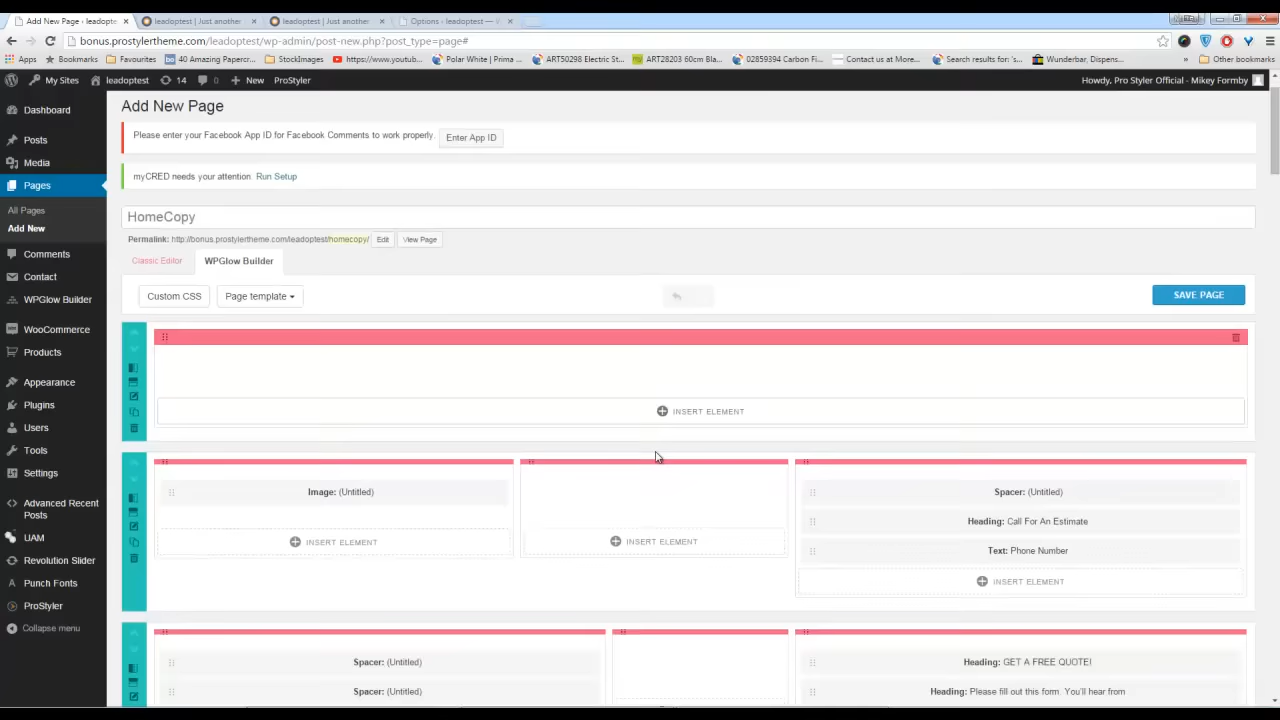 Add New Page ‹ leadopte
leadoptest | Just another
leadoptest | Just another
Options ‹ leadoptest — W
bonus.prostylertheme.com/leadoptest/wp-admin/post-new.php?post_type=page#
Apps Bookmarks Favourites 40 Amazing Papercr... StockImages https://www.youtub... Polar White | Prima ... ART50298 Electric St... ART28203 60cm Bla... 02859394 Carbon Fi... Contact us at More... Search results for: 's... Wunderbar, Dispens... » Other bookmarks
My Sites leadoptest 14 0 New ProStyler Howdy, Pro Styler Official - Mikey Formby
Dashboard
Posts
Media
Pages
All Pages
Add New
Comments
Contact
WPGlow Builder
WooCommerce
Products
Appearance
Plugins
Users
Tools
Settings
Advanced Recent
Posts
UAM
Revolution Slider
Punch Fonts
ProStyler
Collapse menu
Add New Page
Please enter your Facebook App ID for Facebook Comments to work properly. Enter App ID
myCRED needs your attention. Run Setup
HomeCopy
Permalink: http://bonus.prostylertheme.com/leadoptest/homecopy/ Edit View Page
Classic Editor WPGlow Builder
Custom CSS Page template SAVE PAGE
INSERT ELEMENT
Image: (Untitled)
INSERT ELEMENT
INSERT ELEMENT
Spacer: (Untitled)
Heading: Call For An Estimate
Text: Phone Number
INSERT ELEMENT
Spacer: (Untitled)
Spacer: (Untitled)
Heading: GET A FREE QUOTE!
Heading: Please fill out this form. You'll hear from